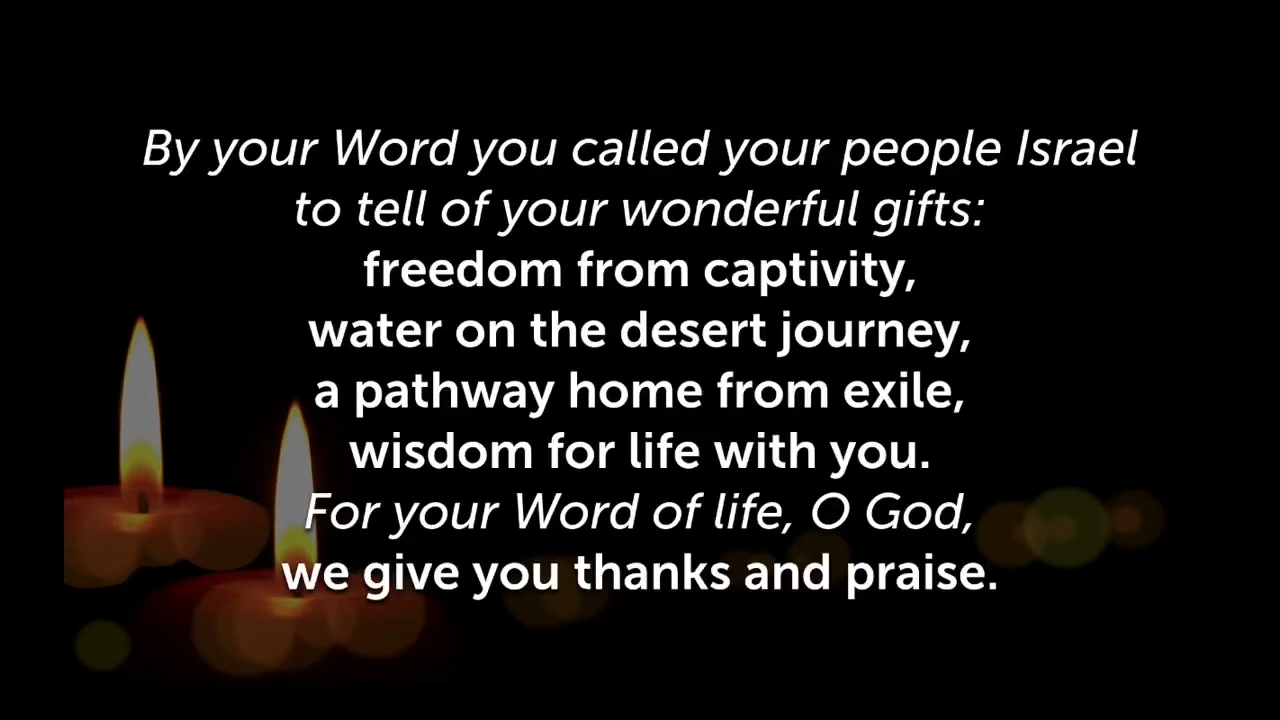 By your Word you called your people Israel
to tell of your wonderful gifts:
freedom from captivity,
water on the desert journey,
a pathway home from exile,
wisdom for life with you.
For your Word of life, O God,
we give you thanks and praise.